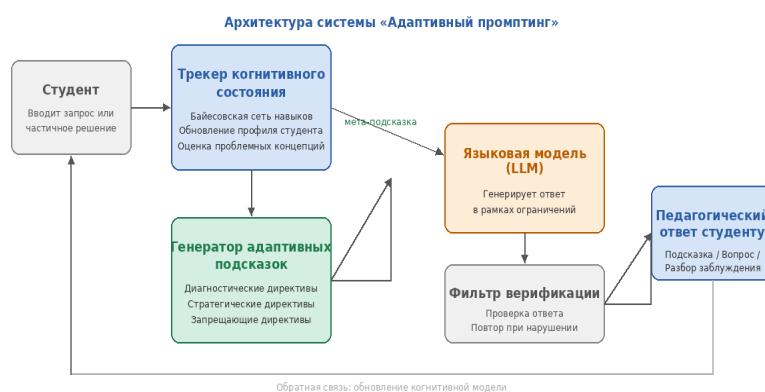 Архитектура системы «Адаптивный промптинг»
Студент
Вводит запрос или
частичное решение
Трекер когнитивного
состояния
Байесовская сеть навыков
Обновление профиля студента
Оценка проблемных концепций
мета-подсказка
Языковая модель
(LLM)
Генерирует ответ
в рамках ограничений
Генератор адаптивных
подсказок
Диагностические директивы
Стратегические директивы
Запрещающие директивы
Фильтр верификации
Проверка ответа
Повтор при нарушении
Педагогический
ответ студенту
Подсказка / Вопрос /
Разбор заблуждения
Обратная связь: обновление когнитивной модели